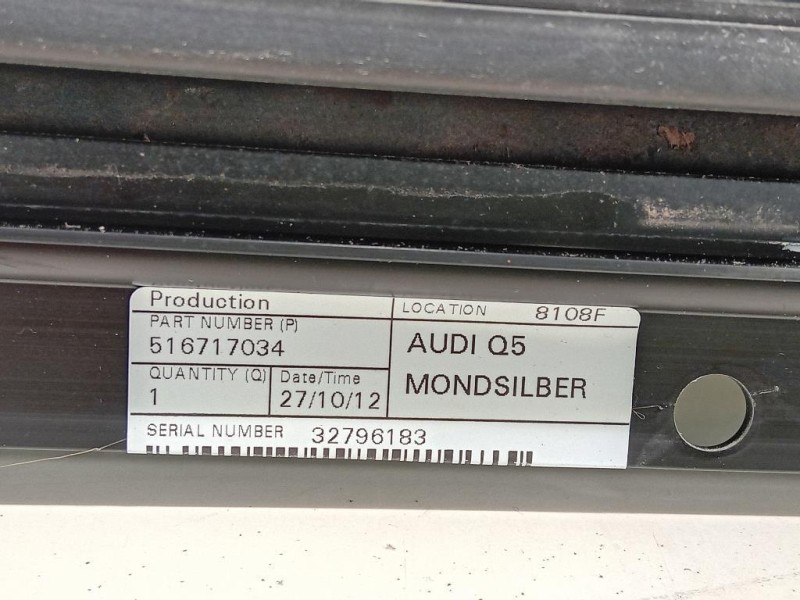 Production
LOCATION 8108F
PART NUMBER (P)
516717034
AUDI Q5
MONDSILBER
QUANTITY (Q)
1
Date/Time
27/10/12
SERIAL NUMBER 32796183